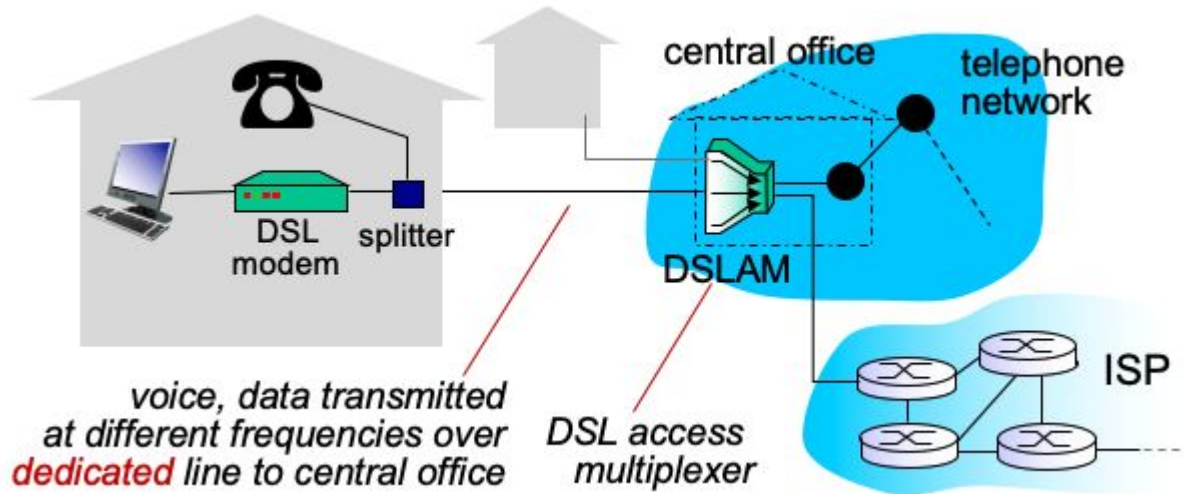 central office
telephone
network
DSL
modem
splitter
DSLAM
ISP
voice, data transmitted
at different frequencies over
dedicated line to central office
DSL access
multiplexer